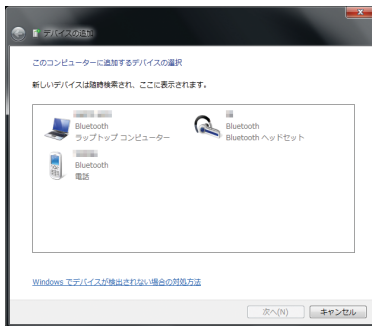 デバイスの追加
このコンピューターに追加するデバイスの選択
新しいデバイスは随時検索され、ここに表示されます。
Bluetooth
ラップトップ コンピューター
Bluetooth
Bluetooth ヘッドセット
Bluetooth
電話
Windows でデバイスが検出されない場合の対処方法
次へ(N)
キャンセル